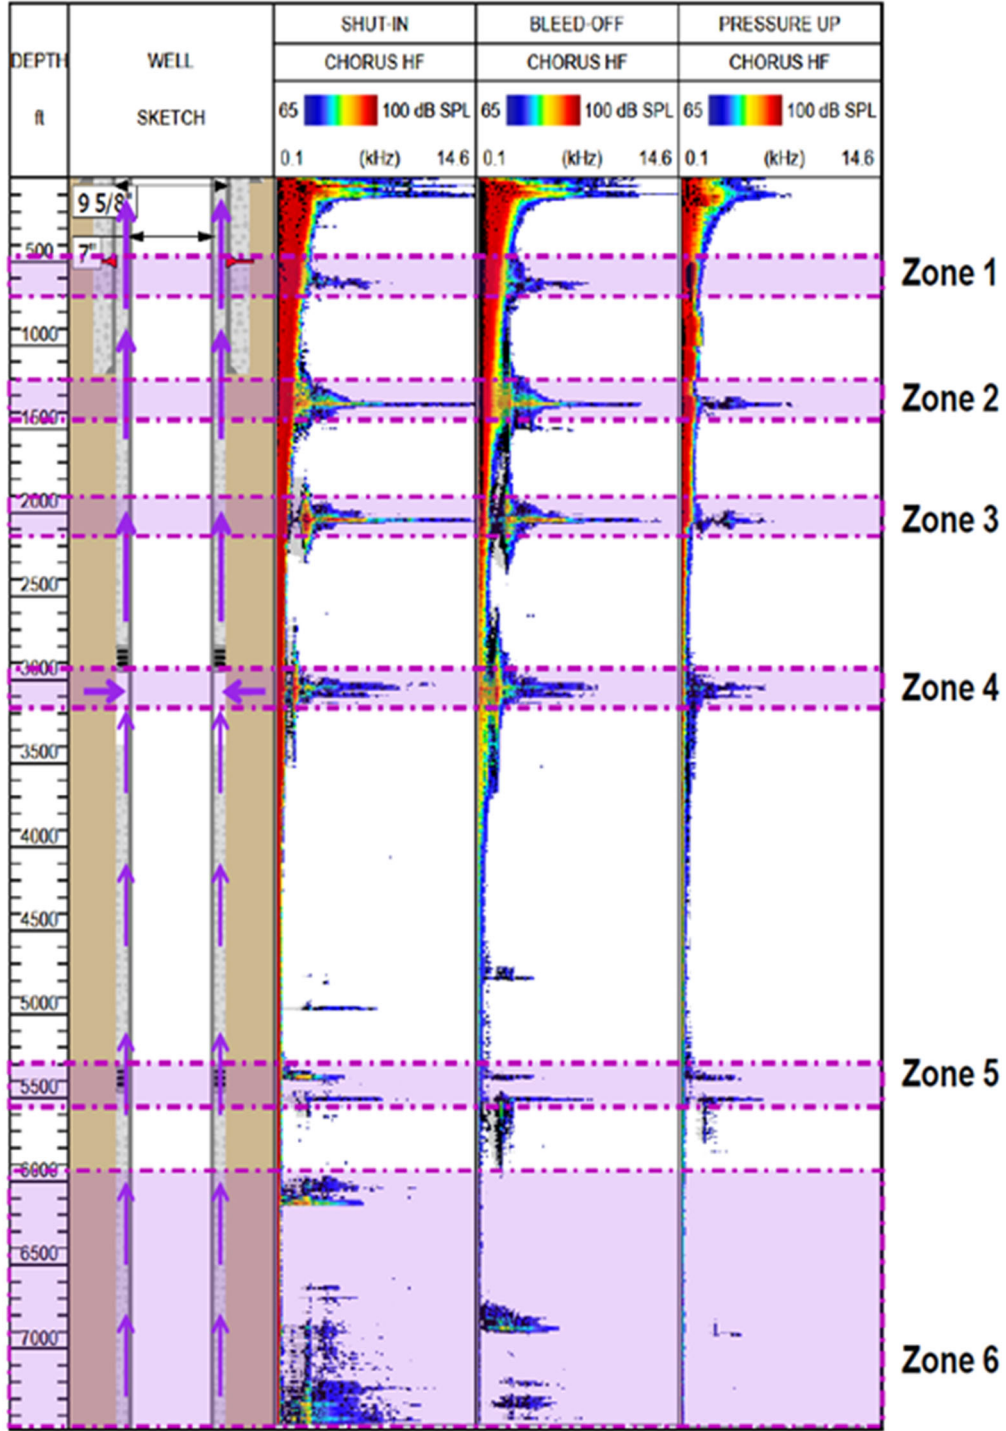 SHUT-IN BLEED-OFF PRESSURE UP
DEPTH WELL CHORUS HF CHORUS HF CHORUS HF
ft SKETCH 65 100 dB SPL 65 100 dB SPL 65 100 dB SPL
0.1 (kHz) 14.6 0.1 (kHz) 14.6 0.1 (kHz) 14.6
9 5/8"
500 7"
Zone 1
1000
Zone 2
1500
2000
Zone 3
2500
3000
Zone 4
3500
4000
4500
5000
Zone 5
5500
6000
6500
7000
Zone 6